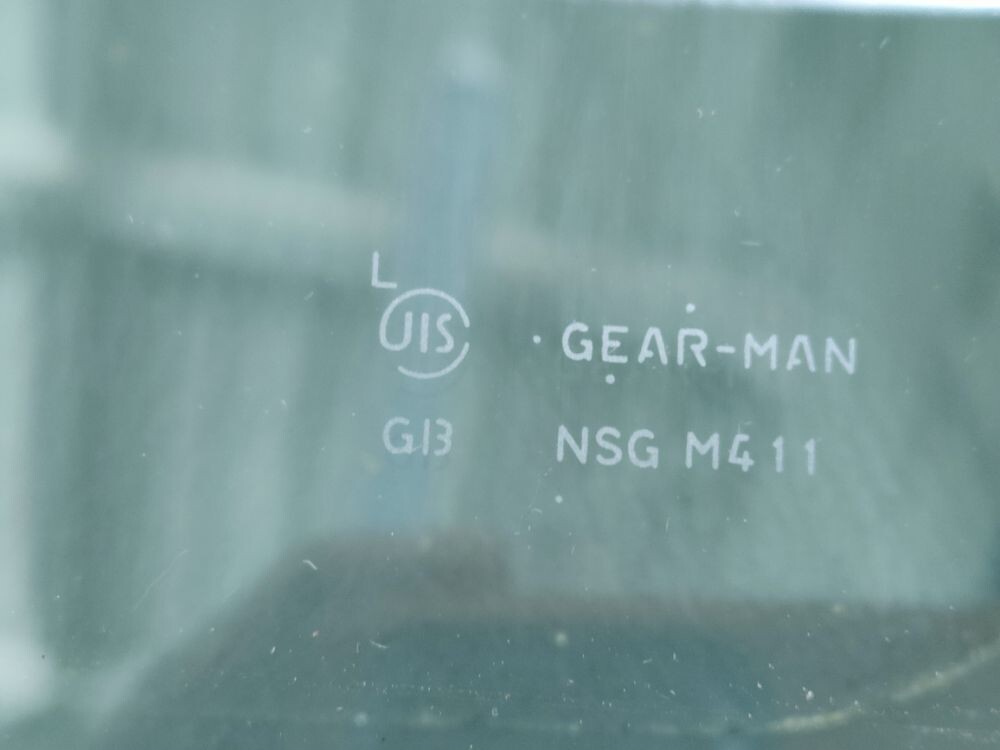 L
JIS
GEAR-MAN
G13
NSG M411